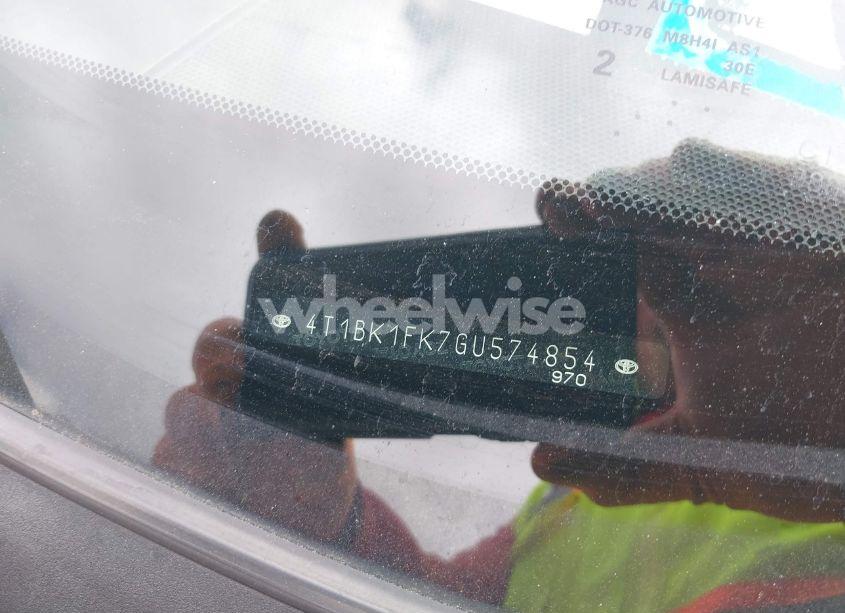 AGC AUTOMOTIVE
DOT-376 M8H4I AS1
2
30E
LAMISAFE
wheelwise
4T1BK1FK7GU574854
970